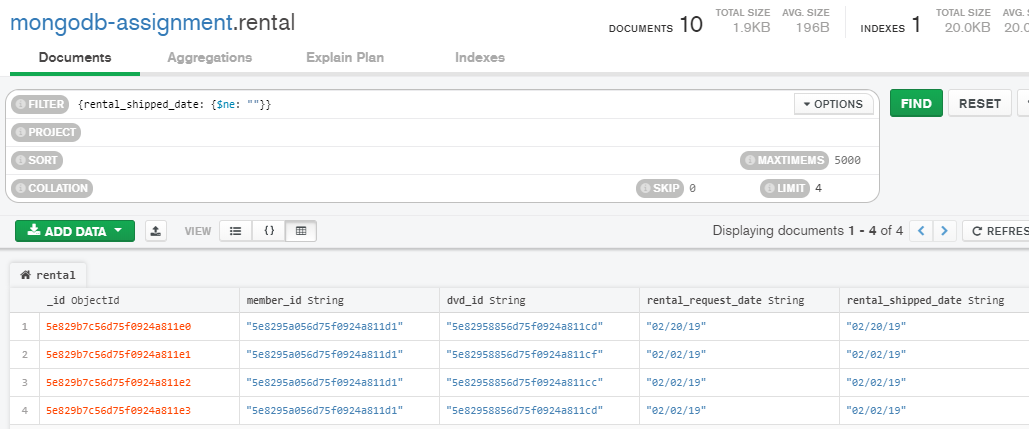 mongodb-assignment.rental
DOCUMENTS 10 TOTAL SIZE 1.9KB AVG. SIZE 196B INDEXES 1 TOTAL SIZE 20.0KB AVG. 20.0
Documents Aggregations Explain Plan Indexes
FILTER {rental_shipped_date: {$ne: ""}} OPTIONS FIND RESET
PROJECT
SORT MAXTIMEMS 5000
COLLATION SKIP 0 LIMIT 4
ADD DATA VIEW {} Displaying documents 1 - 4 of 4 < > REFRES
rental
_id ObjectId member_id String dvd_id String rental_request_date String rental_shipped_date String
1 5e829b7c56d75f0924a811e0 "5e8295a056d75f0924a811d1" "5e82958856d75f0924a811cd" "02/20/19" "02/20/19"
2 5e829b7c56d75f0924a811e1 "5e8295a056d75f0924a811d1" "5e82958856d75f0924a811cf" "02/02/19" "02/02/19"
3 5e829b7c56d75f0924a811e2 "5e8295a056d75f0924a811d1" "5e82958856d75f0924a811cc" "02/02/19" "02/02/19"
4 5e829b7c56d75f0924a811e3 "5e8295a056d75f0924a811d1" "5e82958856d75f0924a811cd" "02/02/19" "02/02/19"